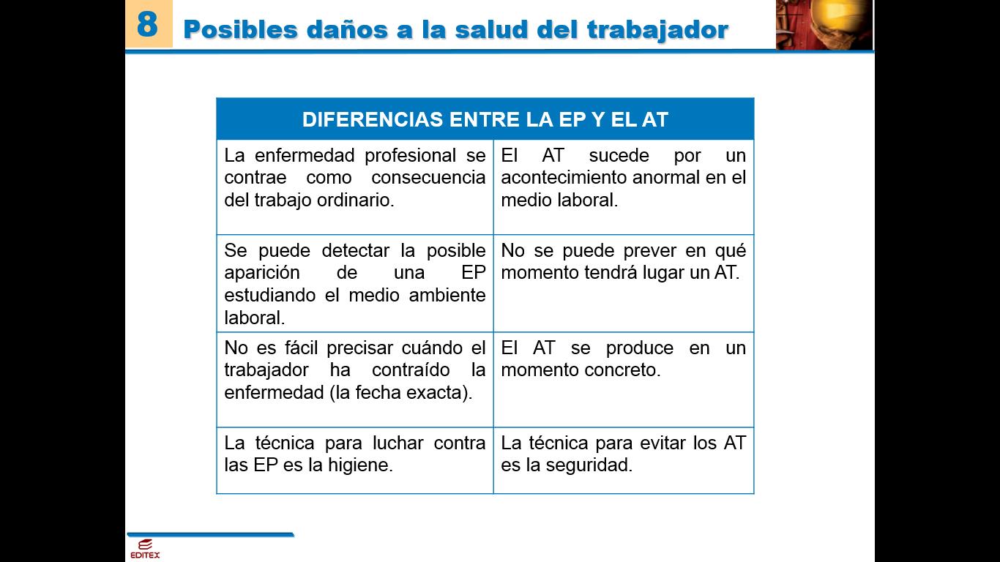 8
Posibles daños a la salud del trabajador
DIFERENCIAS ENTRE LA EP Y EL AT
La enfermedad profesional se
contrae como consecuencia
del trabajo ordinario.
El AT sucede por un
acontecimiento anormal en el
medio laboral.
Se puede detectar la posible
aparición de una EP
estudiando el medio ambiente
laboral.
No se puede prever en qué
momento tendrá lugar un AT.
No es fácil precisar cuándo el
trabajador ha contraído la
enfermedad (la fecha exacta).
El AT se produce en un
momento concreto.
La técnica para luchar contra
las EP es la higiene.
La técnica para evitar los AT
es la seguridad.
EDITEX